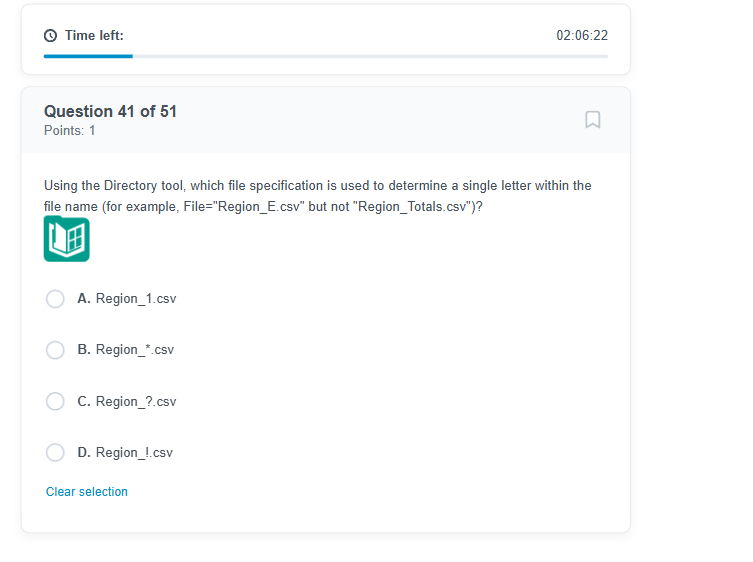 Time left:
02:06:22
Question 41 of 51
Points: 1
Using the Directory tool, which file specification is used to determine a single letter within the
file name (for example, File="Region_E.csv" but not "Region_Totals.csv")?
A. Region_1.csv
B. Region_*.csv
C. Region_?.csv
D. Region_!.csv
Clear selection